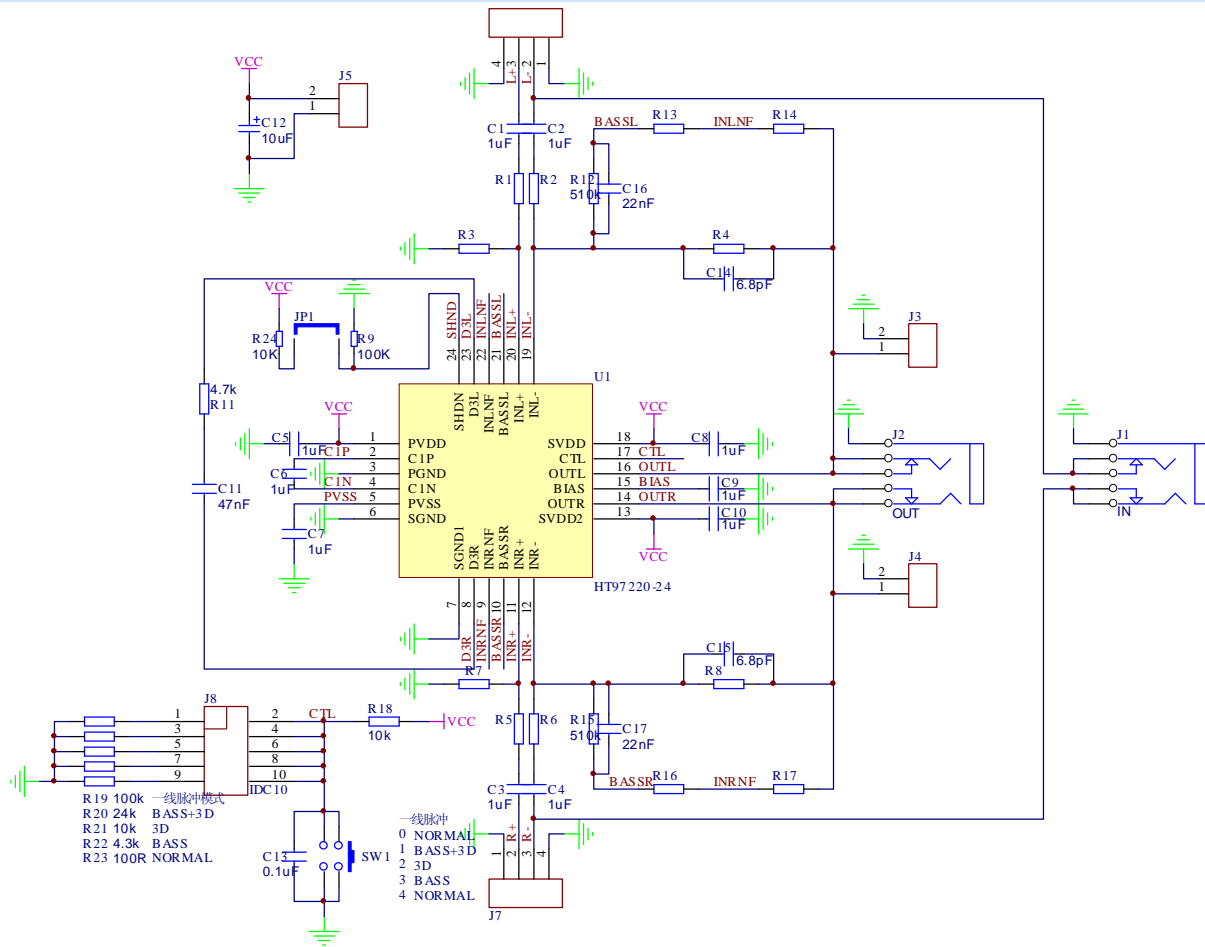 4 3 2 1
L+ L-
VCC
J5
2
1
C12
10uF
C1 C2
1uF 1uF
BASSL R13 INLNF R14
R1 R2 R12
510k
C16
22nF
R3 R4
C14
6.8pF
VCC
JP1
R24
10K
R9
100K
SHND D3L INLNF BASSL INL+ INL-
24 23 22 21 20 19
SHDN D3L INLNF BASSL INL+ INL-
U1
J3
2
1
4.7k
R11
C11
47nF
VCC
C5
1uF
C1P
C6
1uF
C1N
PVSS
C7
1uF
1 PVDD
2 C1P
3 PGND
4 C1N
5 PVSS
6 SGND
SVDD 18
CTL 17 CTL
OUTL 16 OUTL
BIAS 15 BIAS
OUTR 14 OUTR
SVDD2 13
VCC
C8
1uF
C9
1uF
C10
1uF
VCC
J2
OUT
J1
IN
SGND1 D3R INRNF BASSR INR+ INR-
HT97220-24
7 8 9 10 11 12
D3R INRNF BASSR INR+ INR-
J4
2
1
C15
6.8pF
R7 R8
R5 R6 R15
510k
C17
22nF
BASSR R16 INRNF R17
C3 C4
1uF 1uF
R+ R-
1 2 3 4
J7
J8
1 2
3 4
5 6
7 8
9 10
IDC10
CTL
R18
10k
VCC
R19 100k 一线脉冲模式
R20 24k BASS+3D
R21 10k 3D
R22 4.3k BASS
R23 100R NORMAL
C13
0.1uF
SW1
一线脉冲
0 NORMAL
1 BASS+3D
2 3D
3 BASS
4 NORMAL